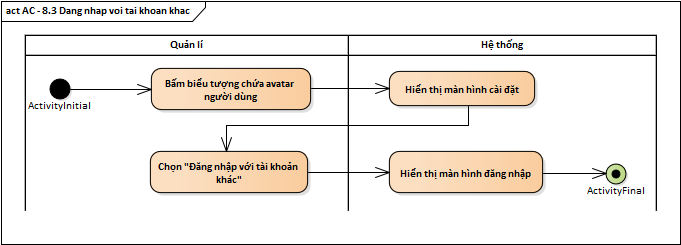 act AC - 8.3 Dang nhap voi tai khoan khac
Quản lí
Hệ thống
ActivityInitial
Bấm biểu tượng chứa avatar
người dùng
Hiển thị màn hình cài đặt
Chọn "Đăng nhập với tài khoản
khác"
Hiển thị màn hình đăng nhập
ActivityFinal